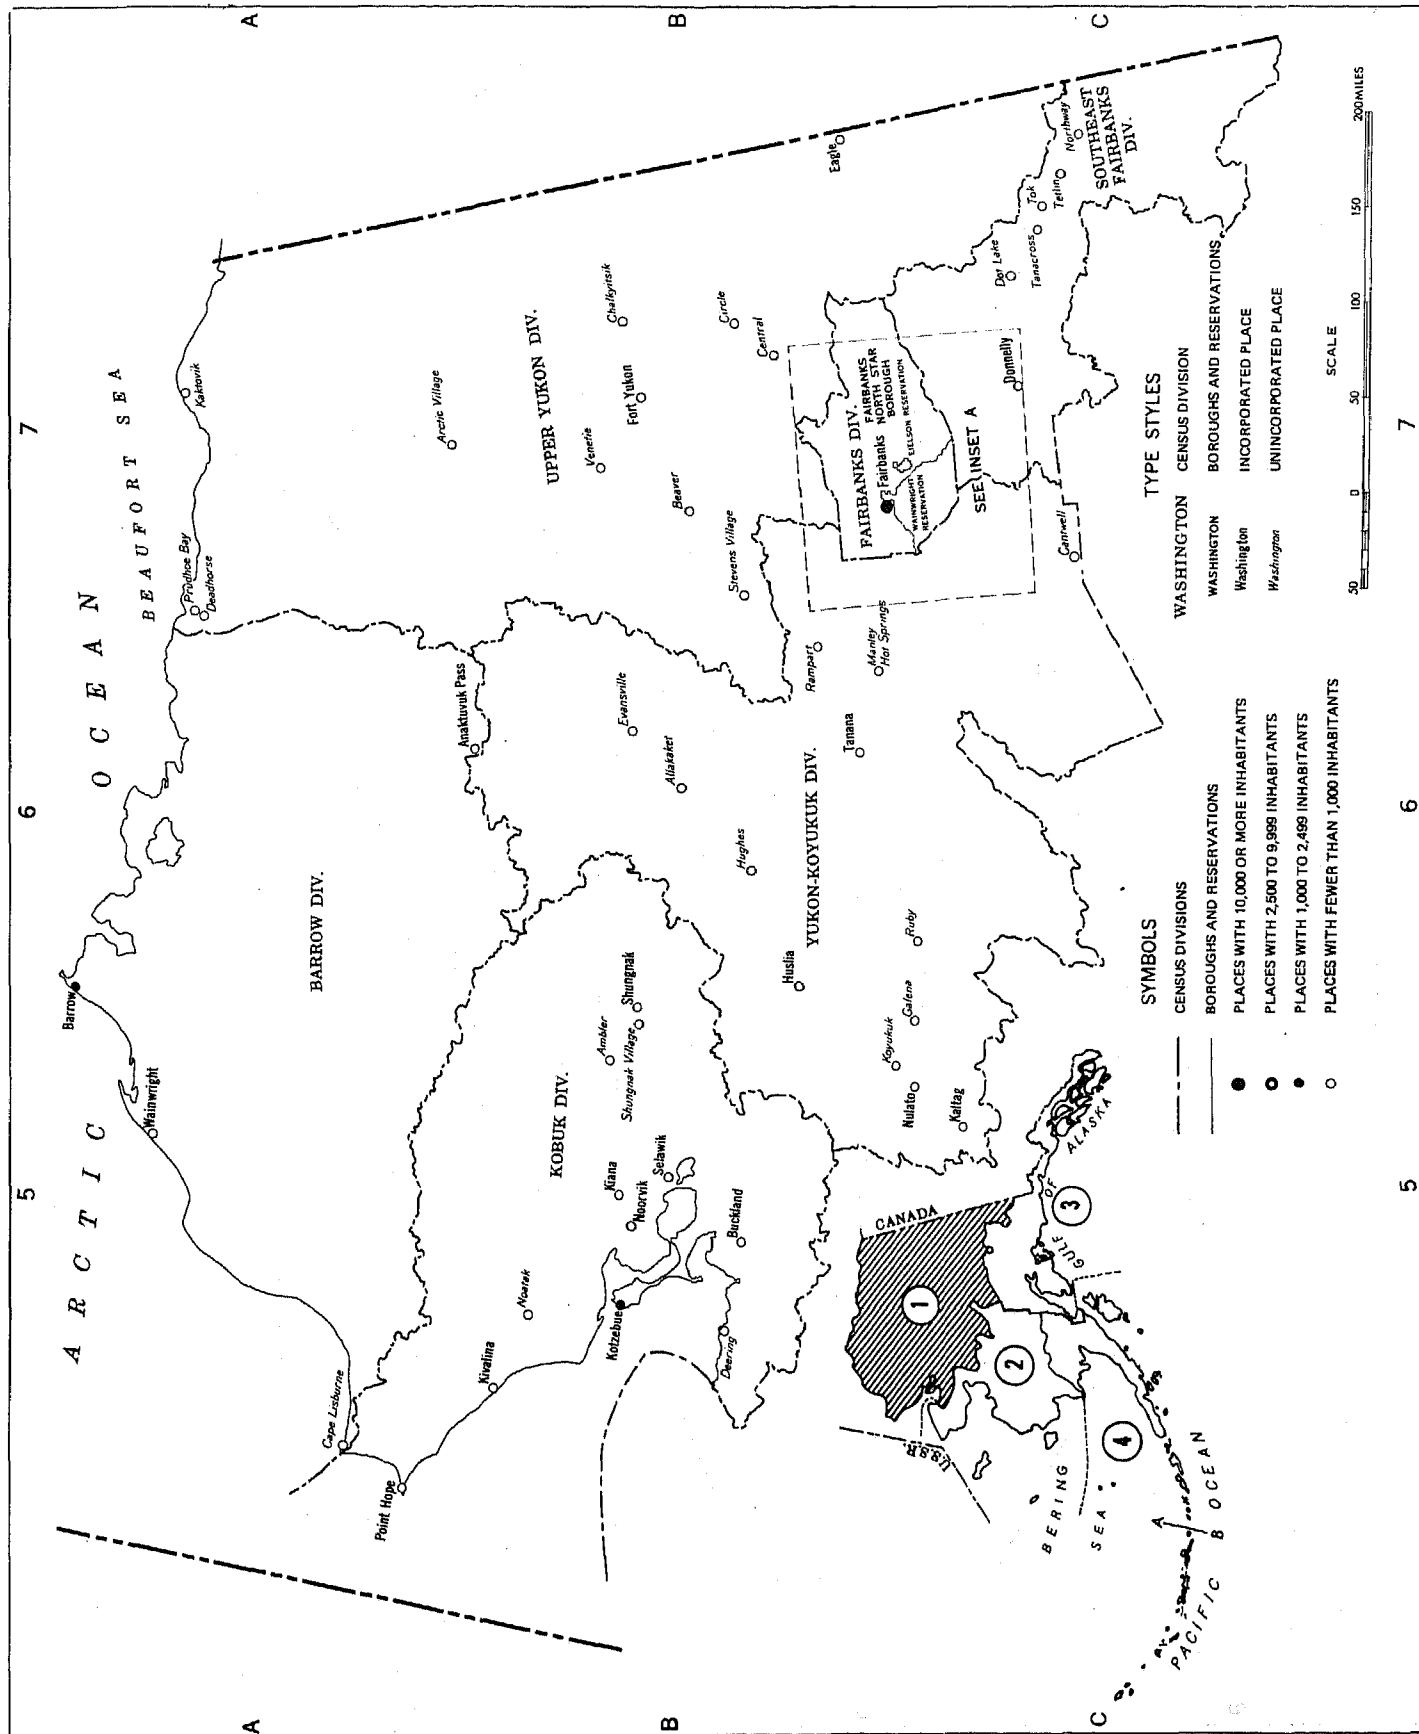 5
6
7
A
A
ARCTIC OCEAN
BEAUFORT SEA
Barrow
Wainwright
Prudhoe Bay
Deadhorse
Kaktovik
Cape Lisburne
Point Hope
BARROW DIV.
Anaktuvuk Pass
Arctic Village
Kivalina
Noatak
KOBUK DIV.
UPPER YUKON DIV.
Ambler
Shungnak Village
Shungnak
Kiana
Noorvik
Selawik
Kotzebue
Evansville
Allakaket
Venetie
Fort Yukon
Chalkyitsik
B
B
Beaver
Buckland
Deering
Hughes
Stevens Village
Circle
Central
Huslia
YUKON-KOYUKUK DIV.
Rampart
Tanana
Manley
Hot Springs
Eagle
FAIRBANKS DIV.
FAIRBANKS
NORTH STAR
BOROUGH
Fairbanks
EIELSON RESERVATION
WAINWRIGHT
RESERVATION
SEE INSET A
Koyukuk
Nulato
Galena
Ruby
Kaltag
Donnelly
Dot Lake
Tanacross
Tok
Tetlin
Northway
SOUTHEAST
FAIRBANKS
DIV.
Cantwell
C
C
CANADA
U.S.S.R.
1
2
3
4
GULF OF ALASKA
BERING SEA
PACIFIC OCEAN
A
B
SYMBOLS
CENSUS DIVISIONS
BOROUGHS AND RESERVATIONS
PLACES WITH 10,000 OR MORE INHABITANTS
PLACES WITH 2,500 TO 9,999 INHABITANTS
PLACES WITH 1,000 TO 2,499 INHABITANTS
PLACES WITH FEWER THAN 1,000 INHABITANTS
TYPE STYLES
WASHINGTON CENSUS DIVISION
WASHINGTON BOROUGHS AND RESERVATIONS
Washington INCORPORATED PLACE
Washington UNINCORPORATED PLACE
SCALE
50 0 50 100 150 200 MILES
5
6
7